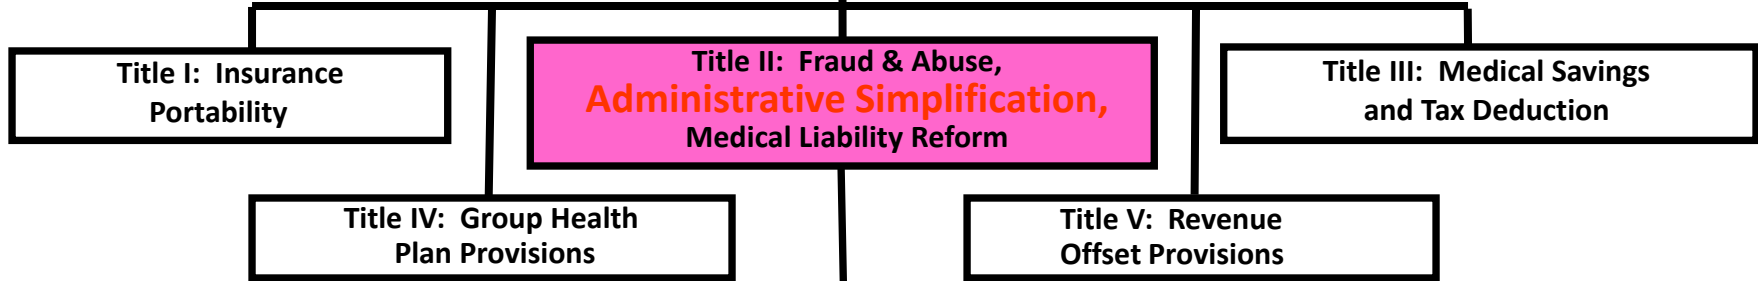 Title I: Insurance
Portability
Title II: Fraud & Abuse,
Administrative Simplification,
Medical Liability Reform
Title III: Medical Savings
and Tax Deduction
Title IV: Group Health
Plan Provisions
Title V: Revenue
Offset Provisions